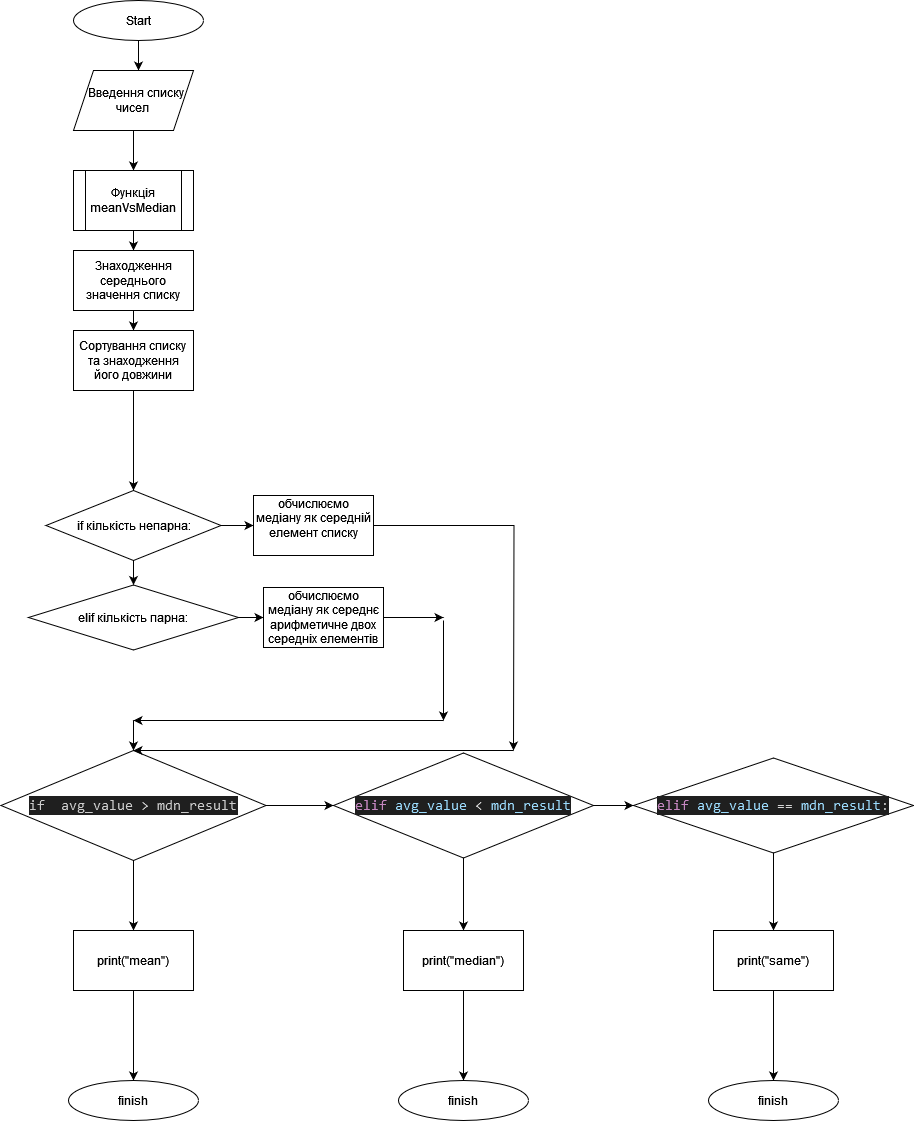 Start
Введення списку
чисел
Функція
meanVsMedian
Знаходження
середнього
значення списку
Сортування списку
та знаходження
його довжини
if кількість непарна:
обчислюємо
медіану як середній
елемент списку
elif кількість парна:
обчислюємо
медіану як середнє
арифметичне двох
середніх елементів
if  avg_value > mdn_result
elif avg_value < mdn_result
elif avg_value == mdn_result:
print("mean")
print("median")
print("same")
finish
finish
finish